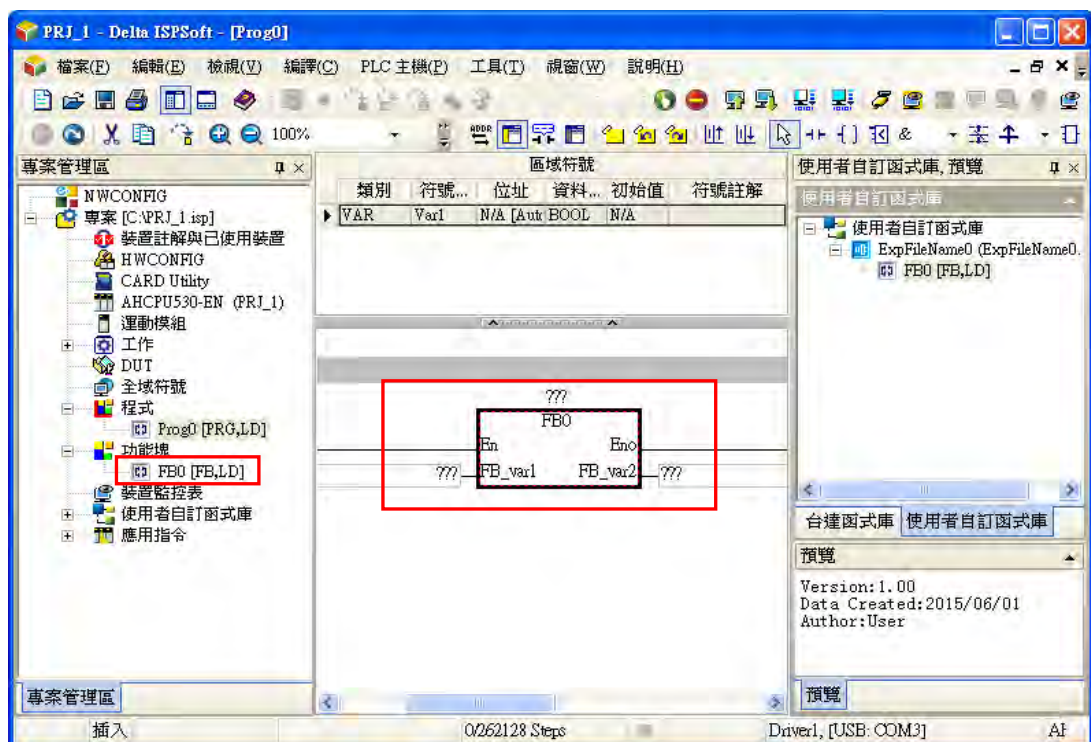 PRJ_1 - Delta ISPSoft - [Prog0]
檔案(F) 編輯(E) 檢視(V) 編譯(C) PLC 主機(P) 工具(T) 視窗(W) 說明(H)
100%
ADDR
專案管理區
NWCONFIG
專案 [C:\PRJ_1.isp]
裝置註解與已使用裝置
HWCONFIG
CARD Utility
AHCPU530-EN (PRJ_1)
運動模組
工作
DUT
全域符號
程式
Prog0 [PRG,LD]
功能塊
FB0 [FB,LD]
裝置監控表
使用者自訂函式庫
應用指令
專案管理區
區域符號
類別 符號... 位址 資料... 初始值 符號註解
VAR Var1 N/A [Aut BOOL N/A
???
FB0
En Eno
??? FB_var1 FB_var2 ???
使用者自訂函式庫, 預覽
使用者自訂函式庫
使用者自訂函式庫
ExpFileName0 (ExpFileName0.
FB0 [FB,LD]
台達函式庫 使用者自訂函式庫
預覽
Version:1.00
Data Created:2015/06/01
Author:User
預覽
插入 0/262128 Steps Driver1, [USB: COM3]